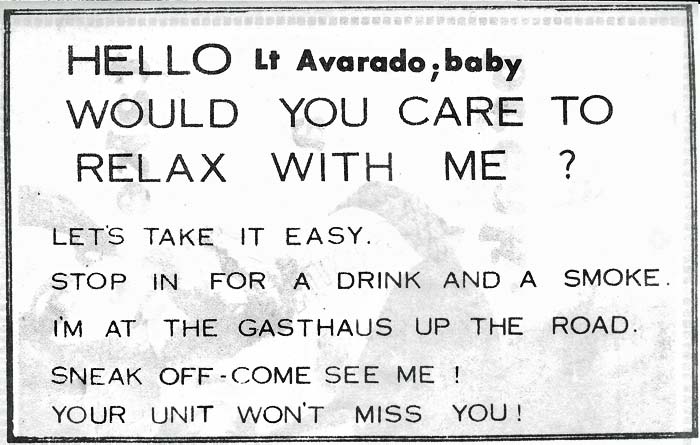 HELLO Lt Avarado;baby
WOULD YOU CARE TO
RELAX WITH ME ?
LET'S TAKE IT EASY.
STOP IN FOR A DRINK AND A SMOKE.
I'M AT THE GASTHAUS UP THE ROAD.
SNEAK OFF-COME SEE ME !
YOUR UNIT WON'T MISS YOU!